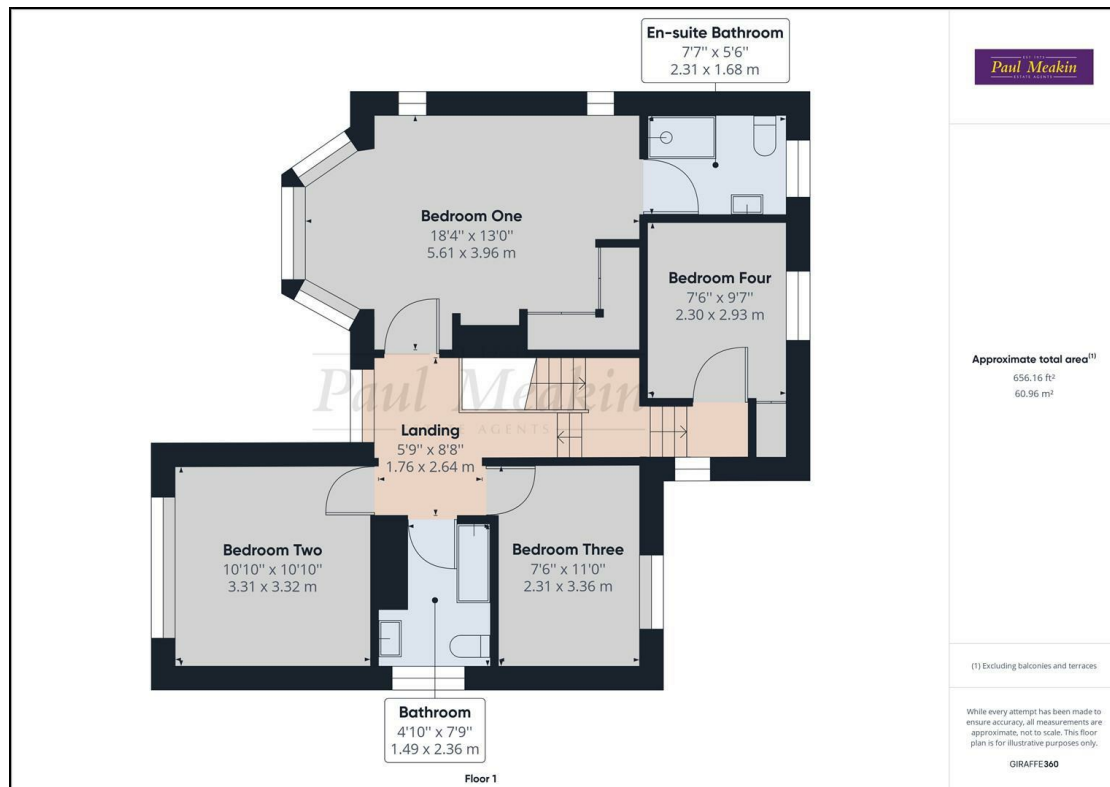 En-suite Bathroom
7'7" x 5'6"
2.31 x 1.68 m
Bedroom One
18'4" x 13'0"
5.61 x 3.96 m
Bedroom Four
7'6" x 9'7"
2.30 x 2.93 m
Paul Meakin
AGENTS
Landing
5'9" x 8'8"
1.76 x 2.64 m
Bedroom Two
10'10" x 10'10"
3.31 x 3.32 m
Bedroom Three
7'6" x 11'0"
2.31 x 3.36 m
Bathroom
4'10" x 7'9"
1.49 x 2.36 m
Floor 1
Paul Meakin
ESTATE AGENTS
Approximate total area(1)
656.16 ft²
60.96 m²
(1) Excluding balconies and terraces
While every attempt has been made to
ensure accuracy, all measurements are
approximate, not to scale. This floor
plan is for illustrative purposes only.
GIRAFFE360